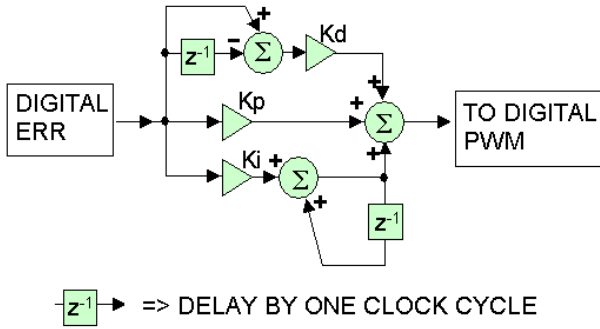 +
Kd
−
z-1
Σ
+
DIGITAL
ERR
Kp
+
Σ
TO DIGITAL
PWM
Ki
+
Σ
+
+
z-1
z-1 => DELAY BY ONE CLOCK CYCLE